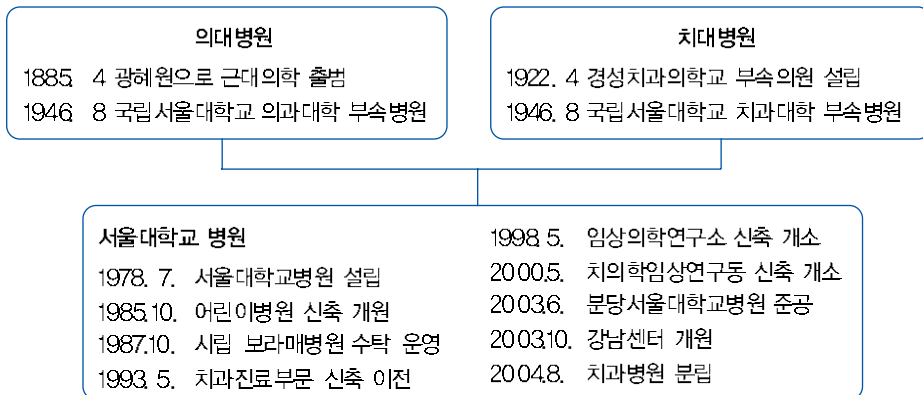 의대병원
1885. 4 광혜원으로 근대의학 출범
1946. 8 국립서울대학교 의과대학 부속병원
치대병원
1922. 4 경성치과의학교 부속의원 설립
1946. 8 국립서울대학교 치과대학 부속병원
서울대학교 병원
1978. 7. 서울대학교병원 설립
1985.10. 어린이병원 신축 개원
1987.10. 시립 보라매병원 수탁 운영
1993. 5. 치과진료부문 신축 이전
1998. 5. 임상의학연구소 신축 개소
2000.5. 치의학임상연구동 신축 개소
2003.6. 분당서울대학교병원 준공
2003.10. 강남센터 개원
2004.8. 치과병원 분립